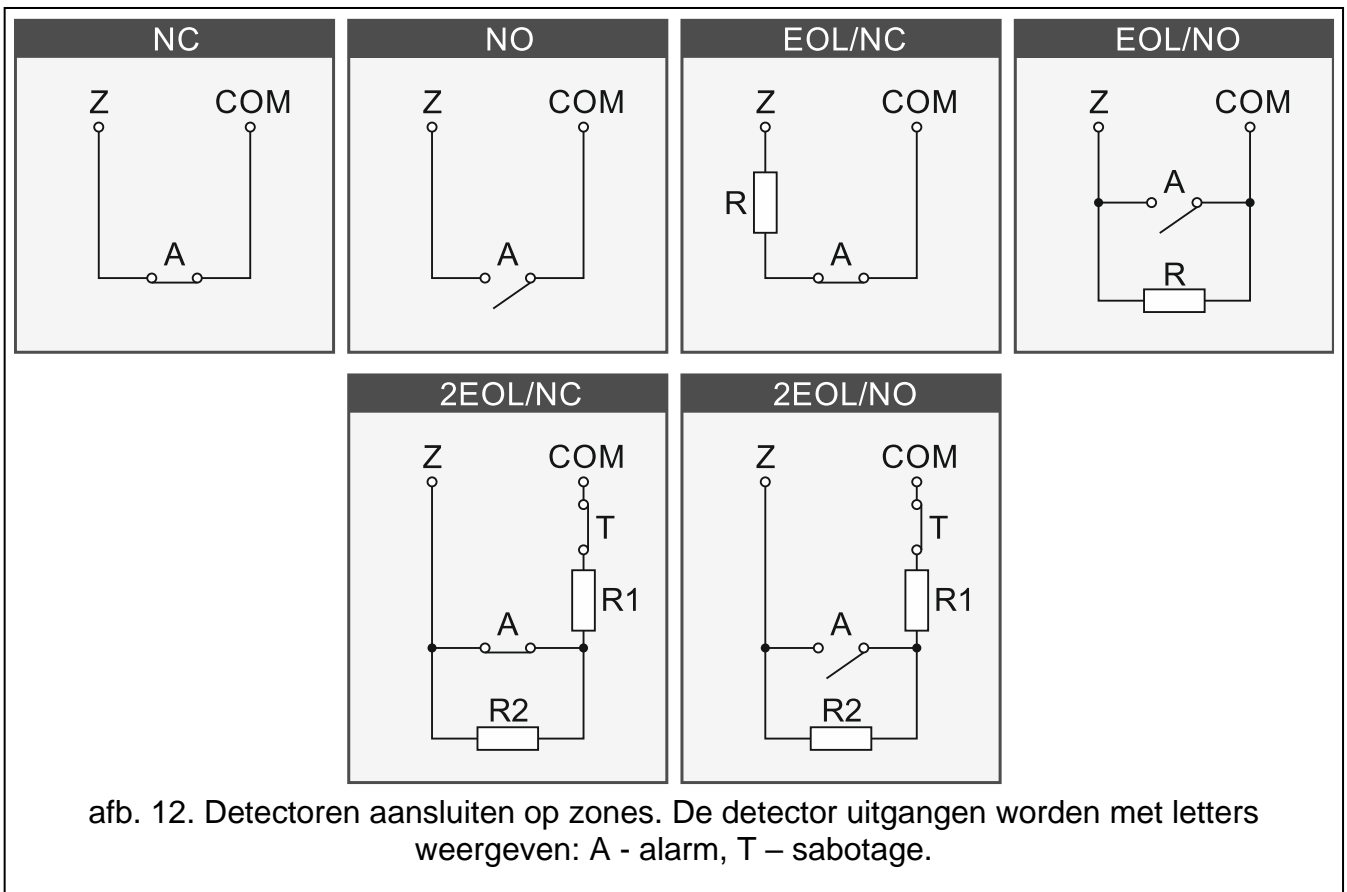 NC
Z COM
A
NO
Z COM
A
EOL/NC
Z COM
R
A
EOL/NO
Z COM
A
R
2EOL/NC
Z COM
T
R1
A
R2
2EOL/NO
Z COM
T
R1
A
R2
afb. 12. Detectoren aansluiten op zones. De detector uitgangen worden met letters
weergeven: A - alarm, T – sabotage.